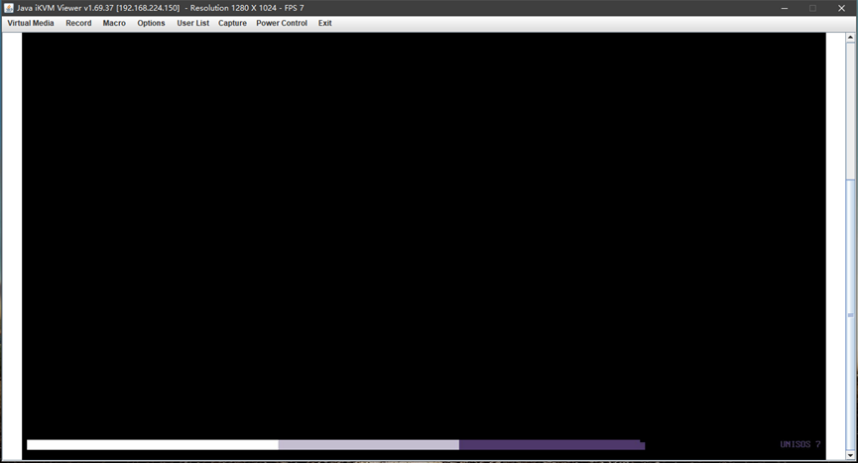 Java iKVM Viewer v1.69.37 [192.168.224.150] - Resolution 1280 X 1024 - FPS 7
Virtual Media Record Macro Options User List Capture Power Control Exit
UNISOS 7